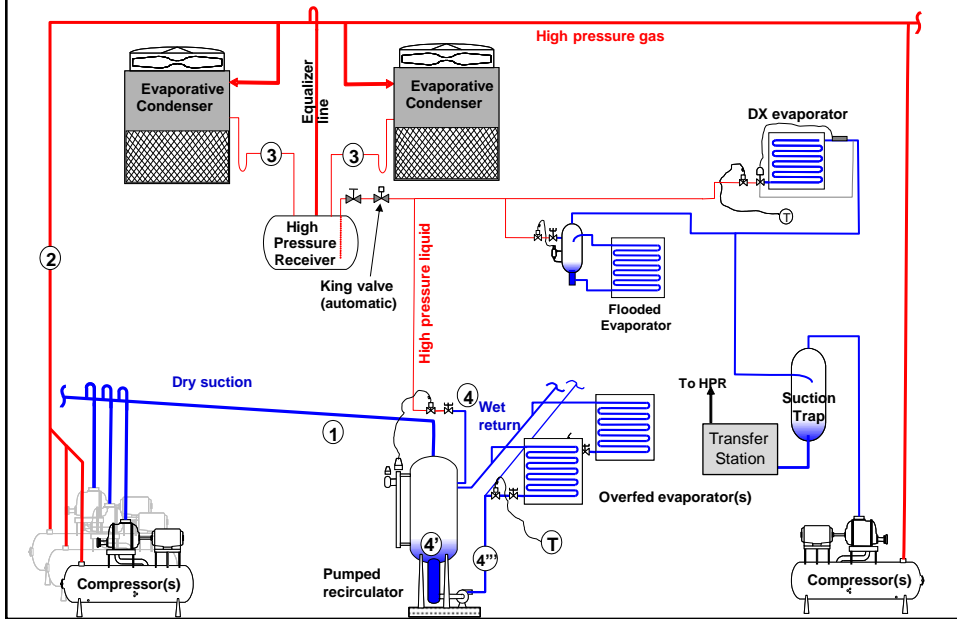 High pressure gas
Evaporative
Condenser
Equalizer
line
Evaporative
Condenser
DX evaporator
3
3
T
High
Pressure
Receiver
2
King valve
(automatic)
High pressure liquid
Flooded
Evaporator
Dry suction
4
Wet
return
1
To HPR
Suction
Trap
Transfer
Station
Overfed evaporator(s)
T
4'
4"'
Pumped
recirculator
Compressor(s)
Compressor(s)